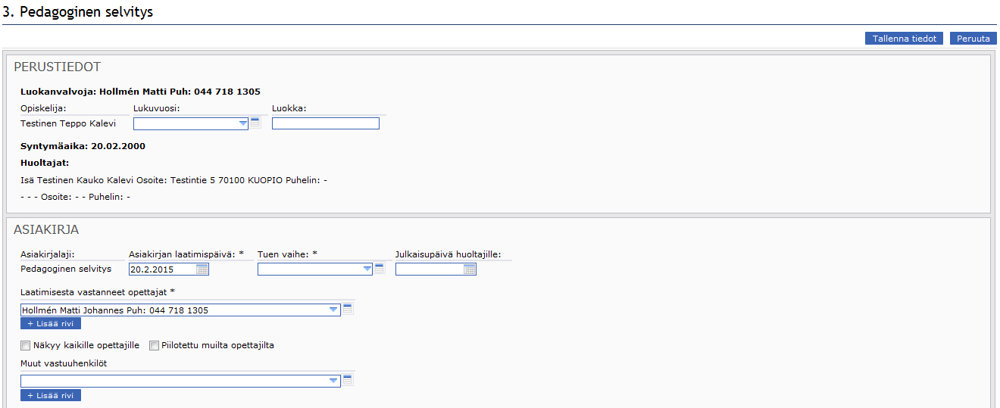 3. Pedagoginen selvitys
Tallenna tiedot Peruuta
PERUSTIEDOT
Luokanvalvoja: Hollmén Matti Puh: 044 718 1305
Opiskelija: Lukuvuosi: Luokka:
Testinen Teppo Kalevi
Syntymäaika: 20.02.2000
Huoltajat:
Isä Testinen Kauko Kalevi Osoite: Testintie 5 70100 KUOPIO Puhelin: -
- - - Osoite: - - Puhelin: -
ASIAKIRJA
Asiakirjalaji: Asiakirjan laatimispäivä: * Tuen vaihe: * Julkaisupäivä huoltajille:
Pedagoginen selvitys 20.2.2015
Laatimisesta vastanneet opettajat *
Hollmén Matti Johannes Puh: 044 718 1305
+ Lisää rivi
Näkyy kaikille opettajille Piilotettu muilta opettajilta
Muut vastuuhenkilöt
+ Lisää rivi